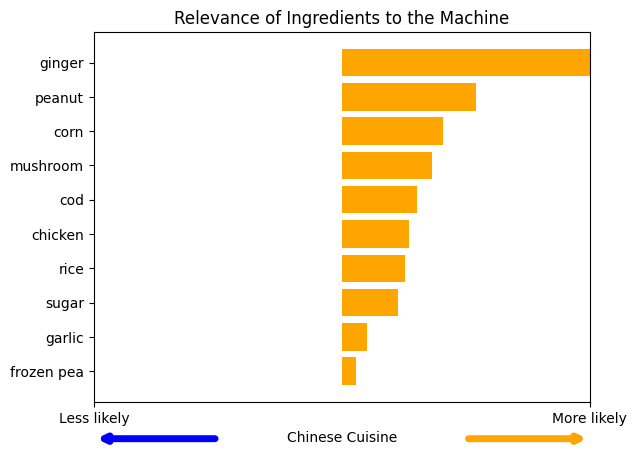 Relevance of Ingredients to the Machine
ginger
peanut
corn
mushroom
cod
chicken
rice
sugar
garlic
frozen pea
Less likely More likely
Chinese Cuisine